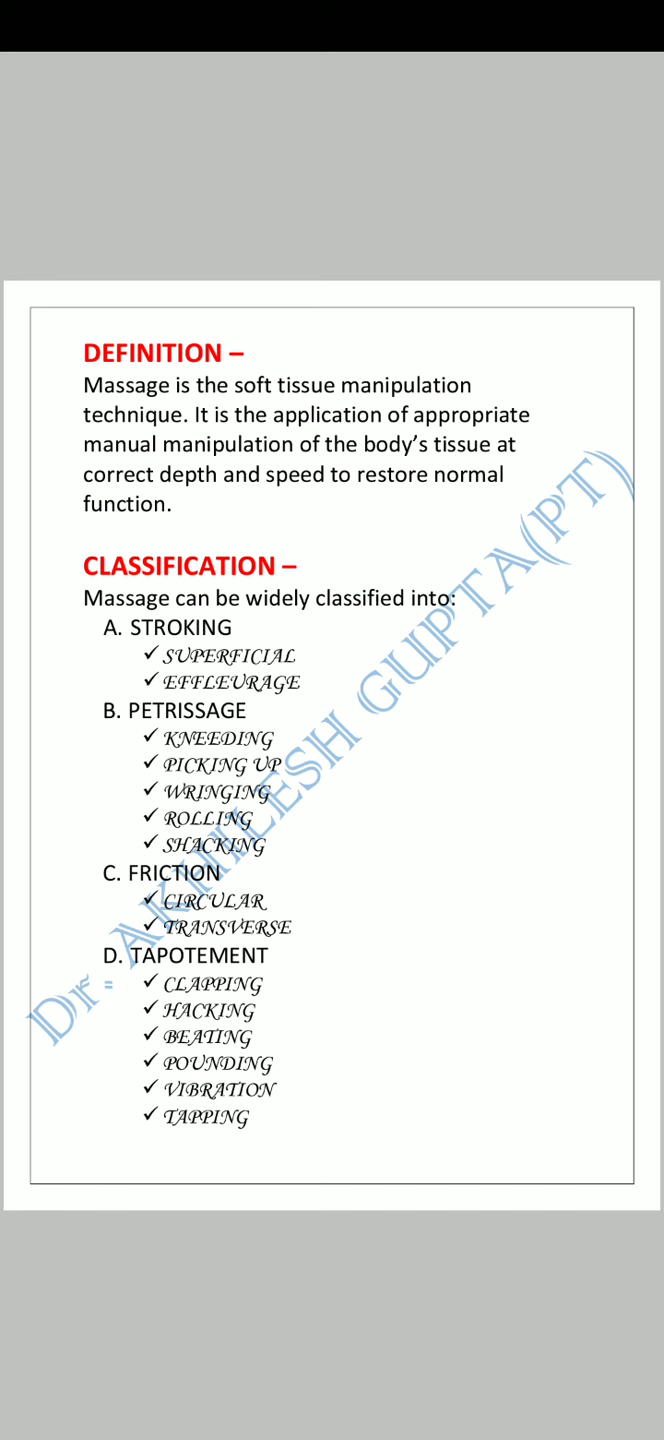 DEFINITION –
Massage is the soft tissue manipulation
technique. It is the application of appropriate
manual manipulation of the body’s tissue at
correct depth and speed to restore normal
function.
CLASSIFICATION –
Massage can be widely classified into:
A. STROKING
✓ SUPERFICIAL
✓ EFFLEURAGE
B. PETRISSAGE
✓ KNEEDING
✓ PICKING UP
✓ WRINGING
✓ ROLLING
✓ SHACKING
C. FRICTION
✓ CIRCULAR
✓ TRANSVERSE
D. TAPOTEMENT
✓ CLAPPING
✓ HACKING
✓ BEATING
✓ POUNDING
✓ VIBRATION
✓ TAPPING
Dr. AKHILESH GUPTA(PT)